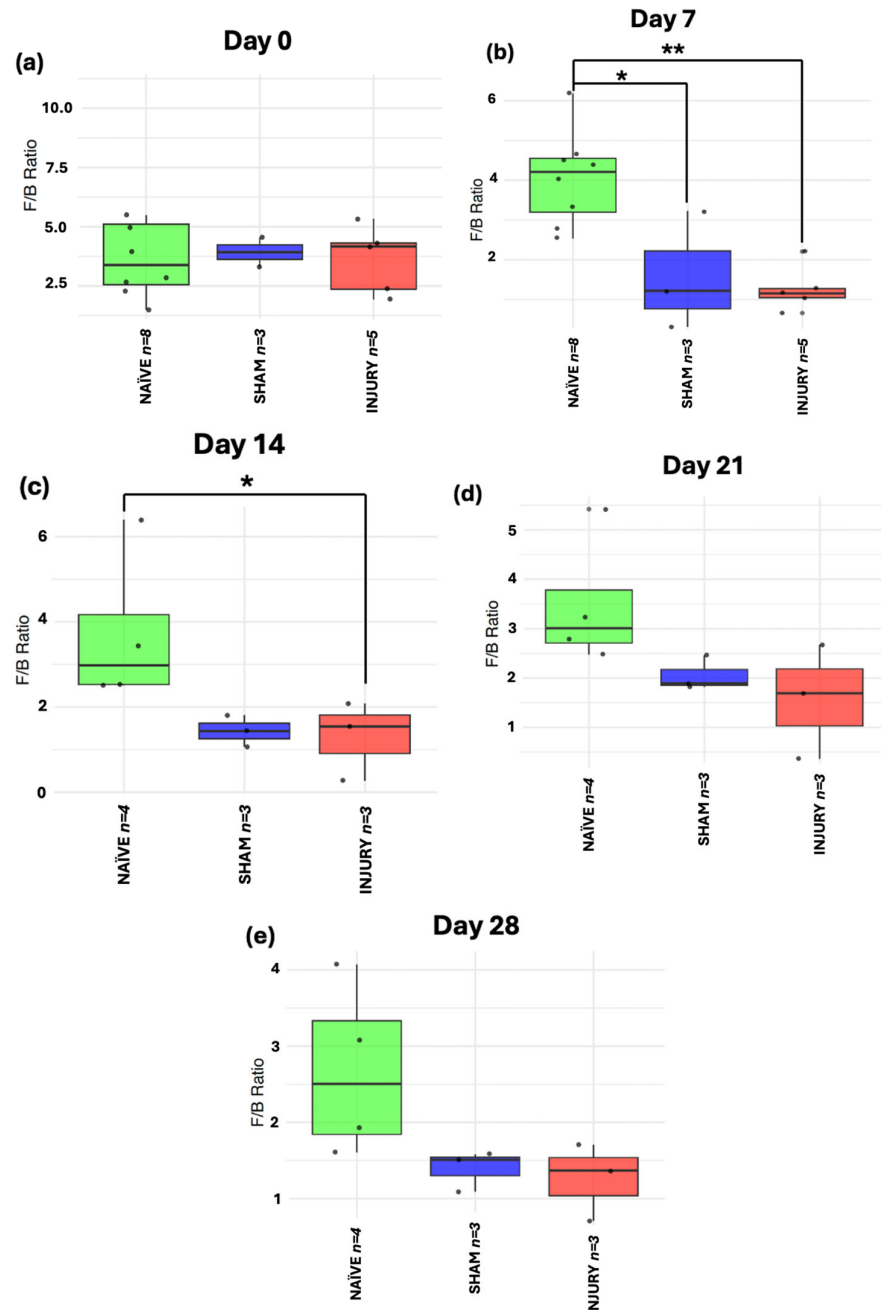 Day 0
(a)
10.0
7.5
5.0
2.5
F/B Ratio
NAÏVE n=8
SHAM n=3
INJURY n=5
Day 7
(b)
**
*
6
4
2
F/B Ratio
NAÏVE n=8
SHAM n=3
INJURY n=5
Day 14
(c)
*
6
4
2
0
F/B Ratio
NAÏVE n=4
SHAM n=3
INJURY n=3
Day 21
(d)
5
4
3
2
1
F/B Ratio
NAÏVE n=4
SHAM n=3
INJURY n=3
Day 28
(e)
4
3
2
1
F/B Ratio
NAÏVE n=4
SHAM n=3
NJURY n=3